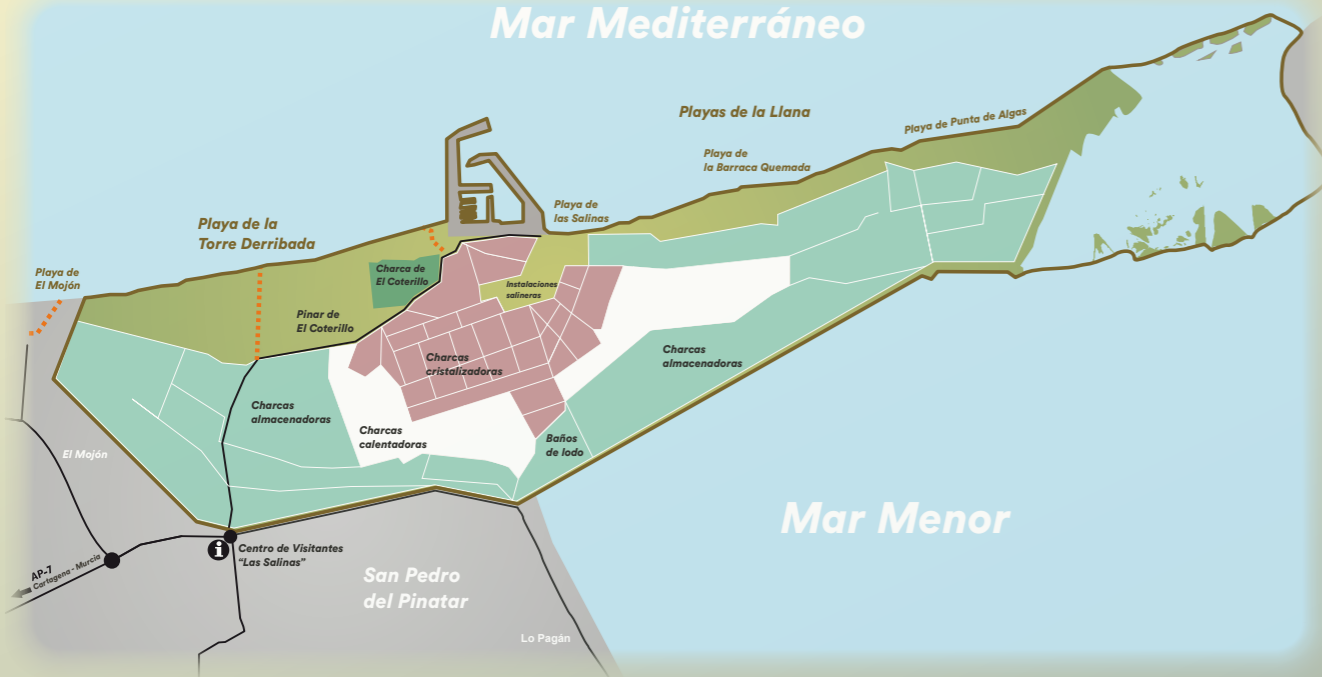 Mar Mediterráneo
Playas de la Llana
Playa de Punta de Algas
Playa de
la Barraca Quemada
Playa de
las Salinas
Playa de la
Torre Derribada
Playa de
El Mojón
Charca de
El Coterillo
Instalaciones
salineras
Pinar de
El Coterillo
Charcas
cristalizadoras
Charcas
almacenadoras
Charcas
almacenadoras
Charcas
calentadoras
Baños
de lodo
El Mojón
Mar Menor
i
Centro de Visitantes
"Las Salinas"
AP-7
Cartagena - Murcia
San Pedro
del Pinatar
Lo Pagán